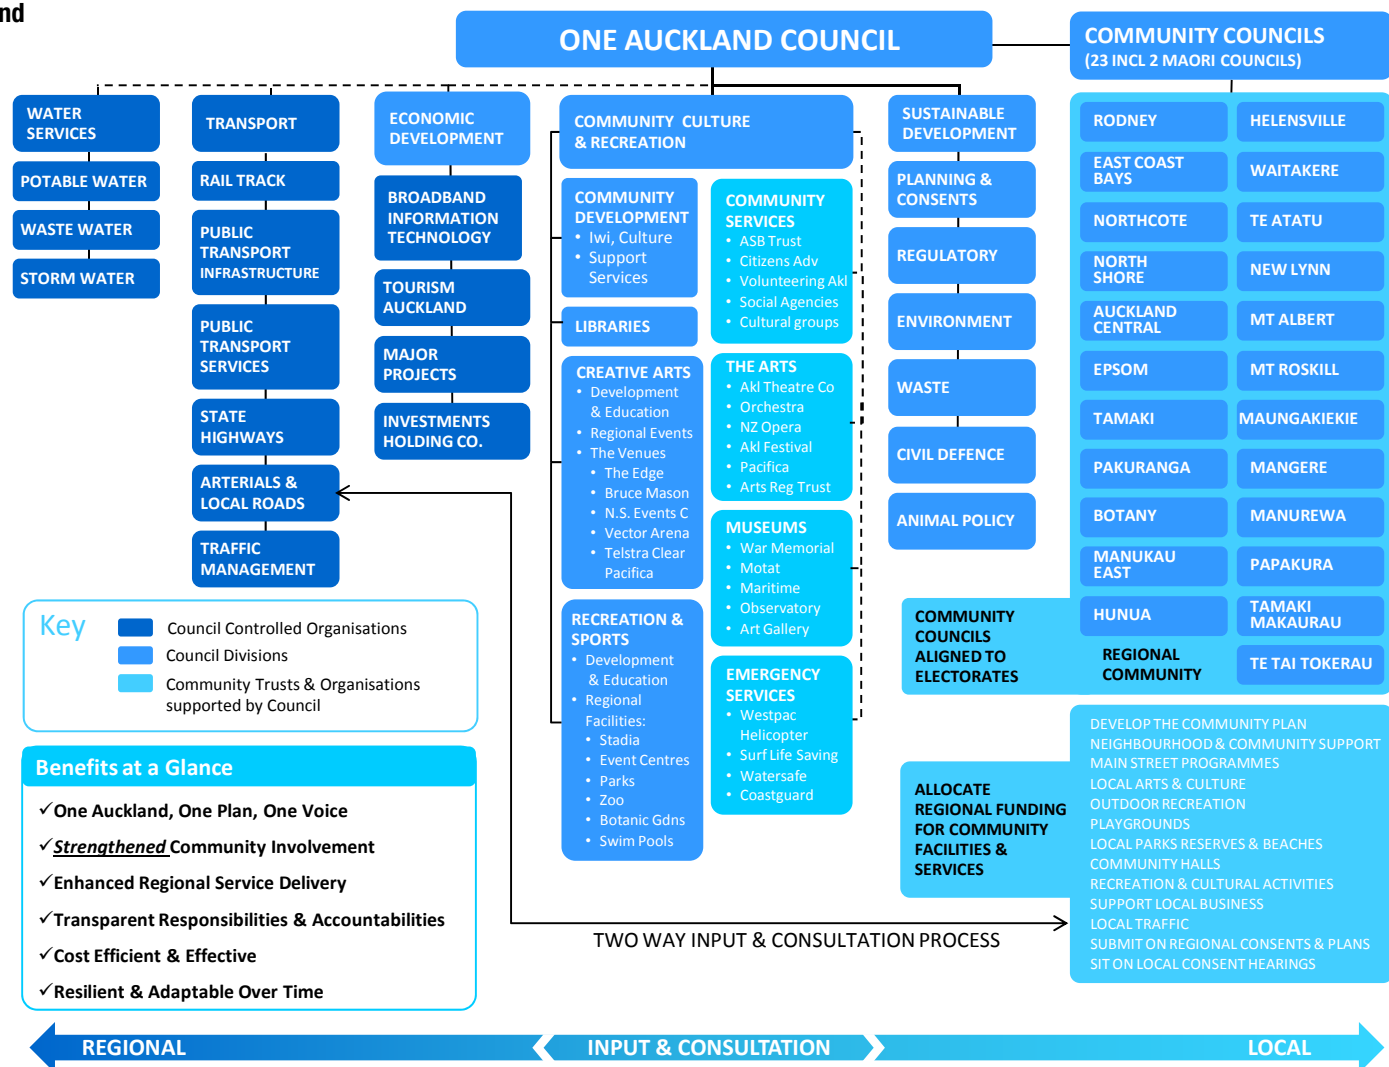 nd
ONE AUCKLAND COUNCIL
COMMUNITY COUNCILS
(23 INCL 2 MAORI COUNCILS)
WATER
SERVICES
POTABLE WATER
WASTE WATER
STORM WATER
TRANSPORT
RAIL TRACK
PUBLIC
TRANSPORT
INFRASTRUCTURE
PUBLIC
TRANSPORT
SERVICES
STATE
HIGHWAYS
ARTERIALS &
LOCAL ROADS
TRAFFIC
MANAGEMENT
ECONOMIC
DEVELOPMENT
BROADBAND
INFORMATION
TECHNOLOGY
TOURISM
AUCKLAND
MAJOR
PROJECTS
INVESTMENTS
HOLDING CO.
COMMUNITY CULTURE
& RECREATION
COMMUNITY
DEVELOPMENT
• Iwi, Culture
• Support
Services
LIBRARIES
CREATIVE ARTS
• Development
& Education
• Regional Events
• The Venues
• The Edge
• Bruce Mason
• N.S. Events C
• Vector Arena
• Telstra Clear
Pacifica
RECREATION &
SPORTS
• Development
& Education
• Regional
Facilities:
• Stadia
• Event Centres
• Parks
• Zoo
• Botanic Gdns
• Swim Pools
COMMUNITY
SERVICES
• ASB Trust
• Citizens Adv
• Volunteering Akl
• Social Agencies
• Cultural groups
THE ARTS
• Akl Theatre Co
• Orchestra
• NZ Opera
• Akl Festival
• Pacifica
• Arts Reg Trust
MUSEUMS
• War Memorial
• Motat
• Maritime
• Observatory
• Art Gallery
EMERGENCY
SERVICES
• Westpac
Helicopter
• Surf Life Saving
• Watersafe
• Coastguard
SUSTAINABLE
DEVELOPMENT
PLANNING &
CONSENTS
REGULATORY
ENVIRONMENT
WASTE
CIVIL DEFENCE
ANIMAL POLICY
RODNEY
HELENSVILLE
EAST COAST
BAYS
WAITAKERE
NORTHCOTE
TE ATATU
NORTH
SHORE
NEW LYNN
AUCKLAND
CENTRAL
MT ALBERT
EPSOM
MT ROSKILL
TAMAKI
MAUNGAKIEKIE
PAKURANGA
MANGERE
BOTANY
MANUREWA
MANUKAU
EAST
PAPAKURA
HUNUA
TAMAKI
MAKAURAU
REGIONAL
COMMUNITY
TE TAI TOKERAU
COMMUNITY
COUNCILS
ALIGNED TO
ELECTORATES
ALLOCATE
REGIONAL FUNDING
FOR COMMUNITY
FACILITIES &
SERVICES
DEVELOP THE COMMUNITY PLAN
NEIGHBOURHOOD & COMMUNITY SUPPORT
MAIN STREET PROGRAMMES
LOCAL ARTS & CULTURE
OUTDOOR RECREATION
PLAYGROUNDS
LOCAL PARKS RESERVES & BEACHES
COMMUNITY HALLS
RECREATION & CULTURAL ACTIVITIES
SUPPORT LOCAL BUSINESS
LOCAL TRAFFIC
SUBMIT ON REGIONAL CONSENTS & PLANS
SIT ON LOCAL CONSENT HEARINGS
Key
Council Controlled Organisations
Council Divisions
Community Trusts & Organisations
supported by Council
Benefits at a Glance
✓One Auckland, One Plan, One Voice
✓Strengthened Community Involvement
✓Enhanced Regional Service Delivery
✓Transparent Responsibilities & Accountabilities
✓Cost Efficient & Effective
✓Resilient & Adaptable Over Time
TWO WAY INPUT & CONSULTATION PROCESS
REGIONAL
INPUT & CONSULTATION
LOCAL